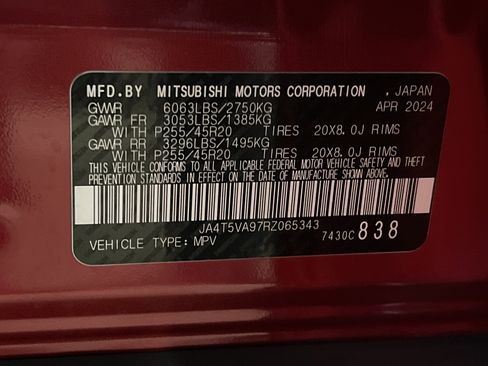 MFD.BY MITSUBISHI MOTORS CORPORATION , JAPAN
GVWR 6063LBS/2750KG APR 2024
GAWR FR 3053LBS/1385KG
WITH P255/45R20 TIRES 20X8.0J RIMS
GAWR RR 3296LBS/1495KG
WITH P255/45R20 TIRES 20X8.0J RIMS
THIS VEHICLE CONFORMS TO ALL APPLICABLE FEDERAL MOTOR VEHICLE SAFETY AND THEFT
PREVENTION STANDARDS IN EFFECT ON THE DATE OF MANUFACTURE SHOWN ABOVE.
JA4T5VA97RZ065343
VEHICLE TYPE: MPV 7430C 838